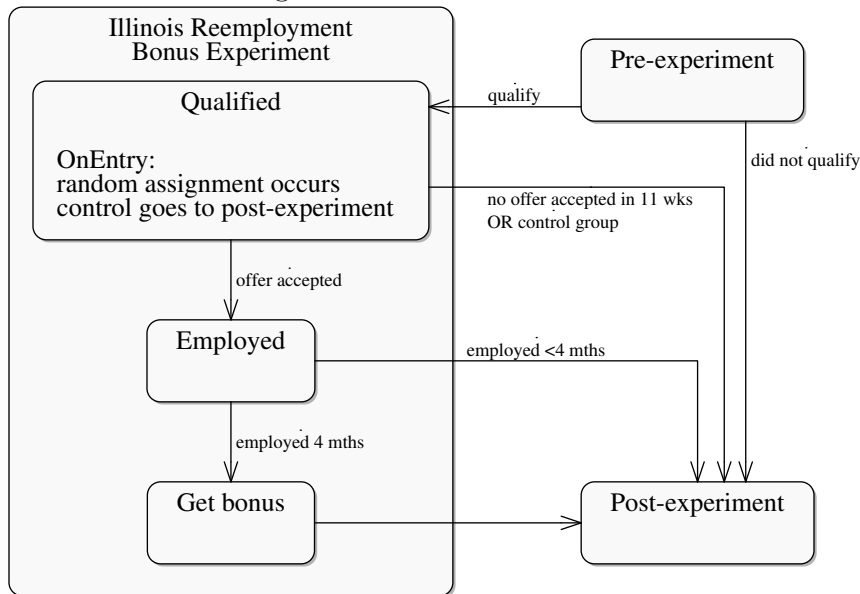 Illinois Reemployment
Bonus Experiment
Pre-experiment
Qualified
qualify
OnEntry:
random assignment occurs
control goes to post-experiment
did not qualify
no offer accepted in 11 wks
OR control group
offer accepted
Employed
employed <4 mths
employed 4 mths
Get bonus
Post-experiment